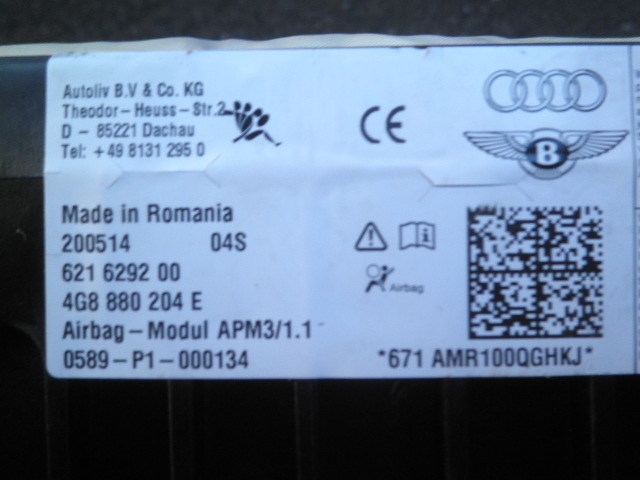 Autoliv B.V & Co. KG
Theodor-Heuss-Str.2
D - 85221 Dachau
Tel: +49 8131 295 0
CE
B
Made in Romania
200514 04S
621 6292 00
4G8 880 204 E
Airbag
Airbag-Modul APM3/1.1
0589-P1-000134
*671 AMR100QGHKJ*